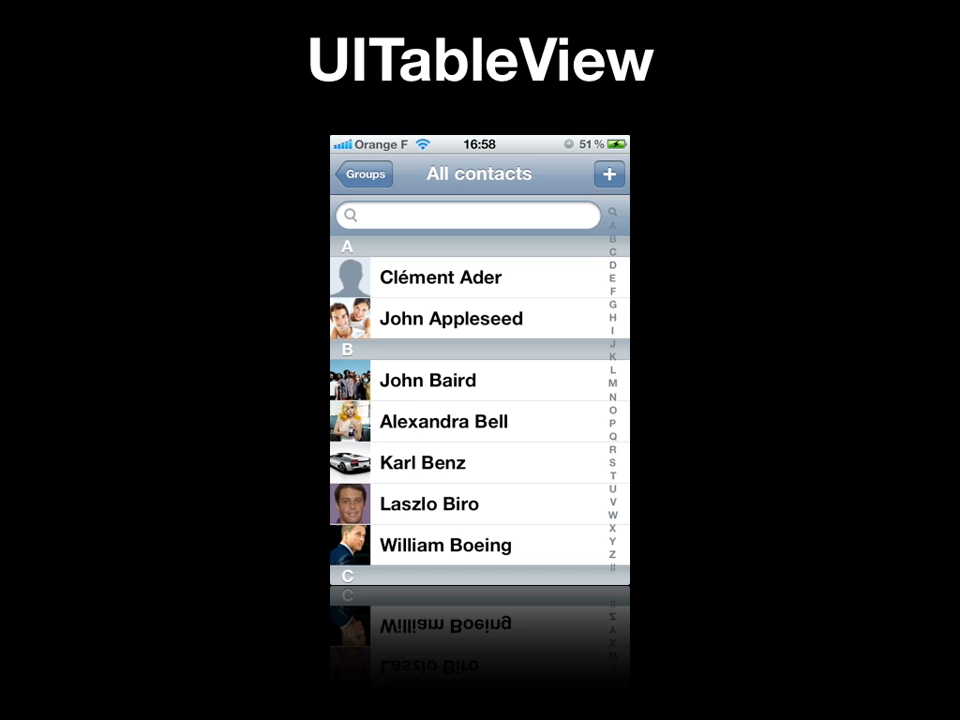 UITableView
Orange F 16:58 51 %
Groups All contacts +
A
Clément Ader
John Appleseed
B
John Baird
Alexandra Bell
Karl Benz
Laszlo Biro
William Boeing
C
A
B
C
D
E
F
G
H
I
J
K
L
M
N
O
P
Q
R
S
T
U
V
W
X
Y
Z
#